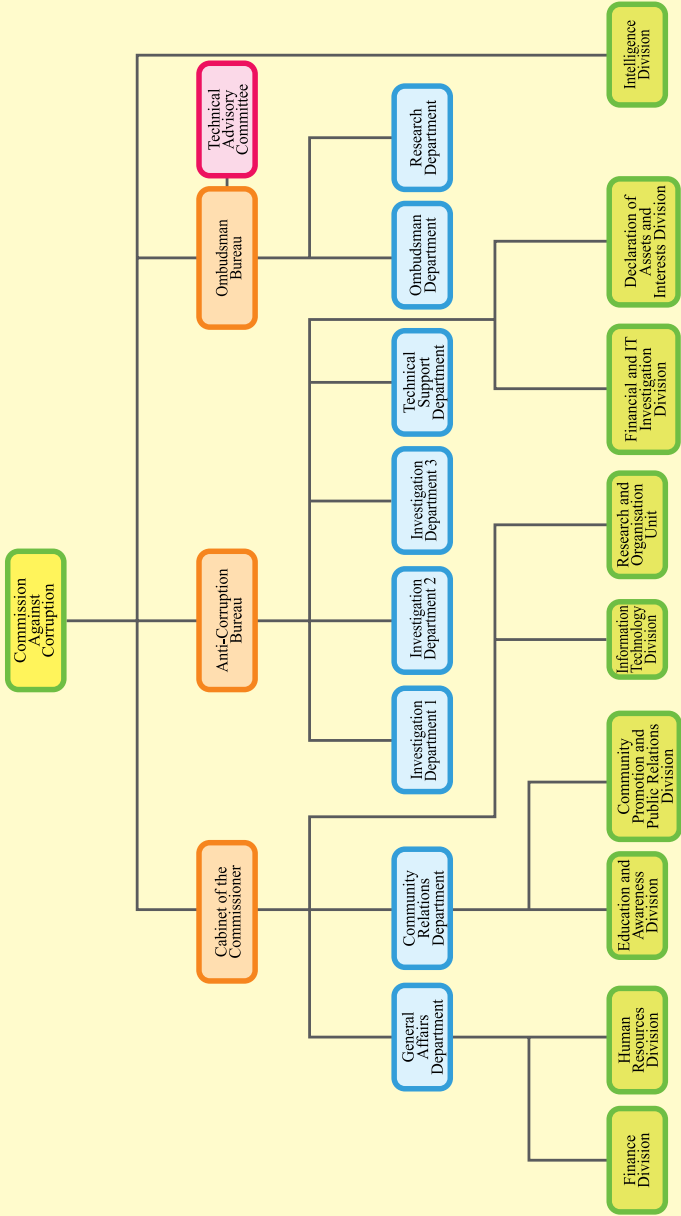 Commission
Against
Corruption
Cabinet of the
Commissioner
Anti-Corruption
Bureau
Ombudsman
Bureau
Technical
Advisory
Committee
General
Affairs
Department
Community
Relations
Department
Investigation
Department 1
Investigation
Department 2
Investigation
Department 3
Technical
Support
Department
Ombudsman
Department
Research
Department
Finance
Division
Human
Resources
Division
Education and
Awareness
Division
Community
Promotion and
Public Relations
Division
Information
Technology
Division
Research and
Organisation
Unit
Financial and IT
Investigation
Division
Declaration of
Assets and
Interests Division
Intelligence
Division